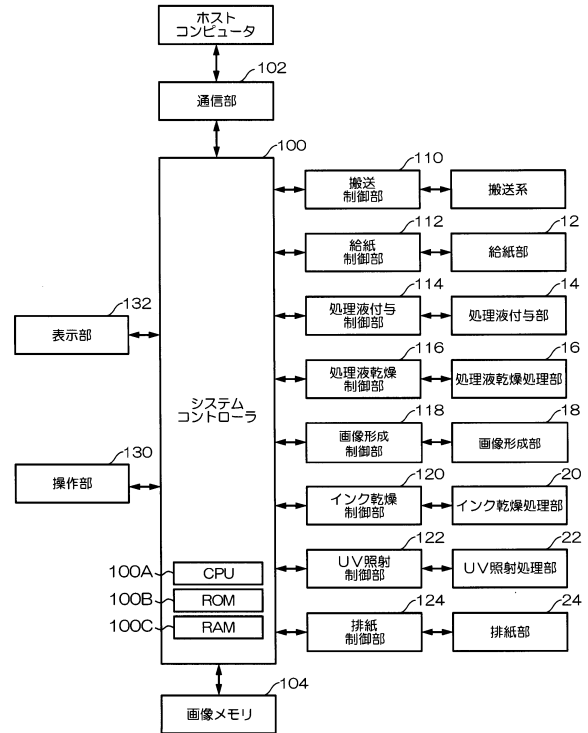 ホスト
コンピュータ
102
通信部
100
110
搬送
制御部
搬送系
112
給紙
制御部
12
給紙部
132
表示部
114
処理液付与
制御部
14
処理液付与部
116
処理液乾燥
制御部
16
処理液乾燥処理部
システム
コントローラ
118
画像形成
制御部
18
画像形成部
130
操作部
120
インク乾燥
制御部
20
インク乾燥処理部
122
UV照射
制御部
22
UV照射処理部
100A
CPU
100B
ROM
100C
RAM
124
排紙
制御部
24
排紙部
104
画像メモリ